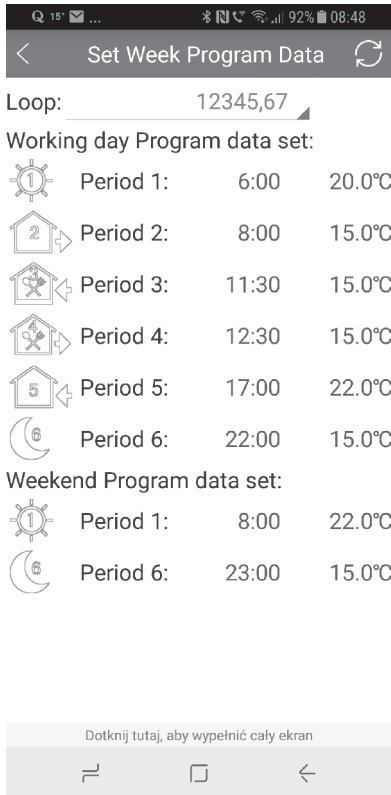 Q 15° ... 92% 08:48
Set Week Program Data
Loop: 12345,67
Working day Program data set:
1 Period 1: 6:00 20.0℃
2 Period 2: 8:00 15.0℃
3 Period 3: 11:30 15.0℃
4 Period 4: 12:30 15.0℃
5 Period 5: 17:00 22.0℃
6 Period 6: 22:00 15.0℃
Weekend Program data set:
1 Period 1: 8:00 22.0℃
6 Period 6: 23:00 15.0℃
Dotknij tutaj, aby wypełnić cały ekran